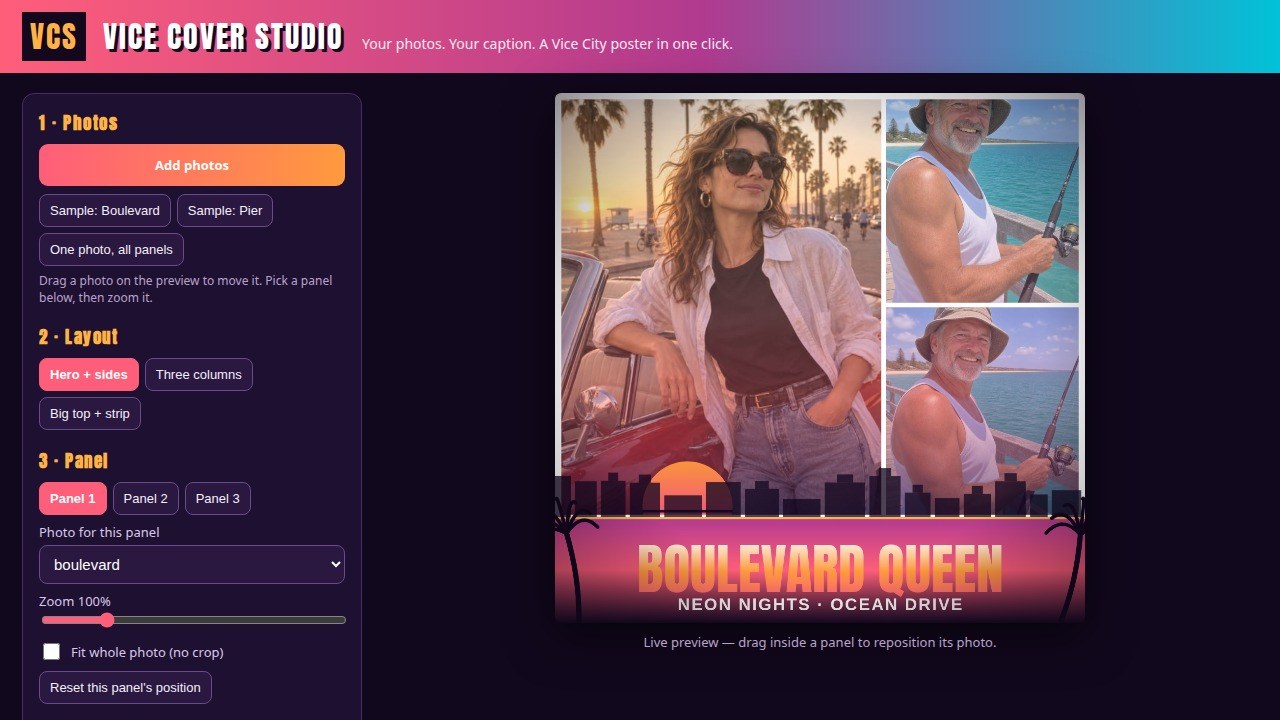 VCS
VICE COVER STUDIO
Your photos. Your caption. A Vice City poster in one click.
1 · Photos
Add photos
Sample: Boulevard
Sample: Pier
One photo, all panels
Drag a photo on the preview to move it. Pick a panel
below, then zoom it.
2 · Layout
Hero + sides
Three columns
Big top + strip
3 · Panel
Panel 1
Panel 2
Panel 3
Photo for this panel
boulevard
Zoom 100%
Fit whole photo (no crop)
Reset this panel's position
BOULEVARD QUEEN
NEON NIGHTS · OCEAN DRIVE
Live preview — drag inside a panel to reposition its photo.